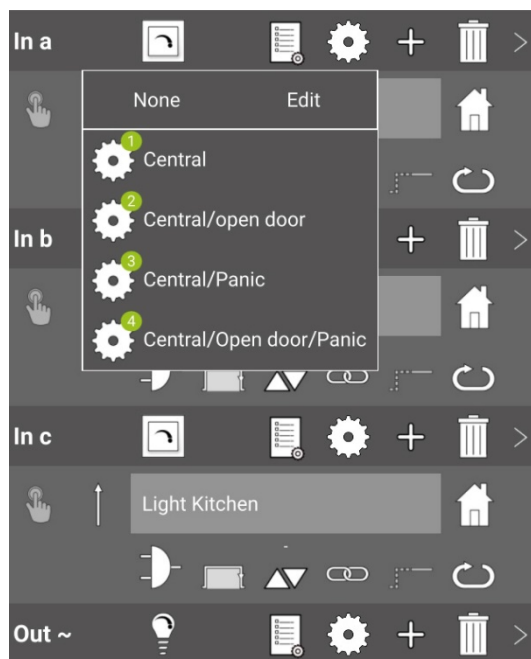 In a
None Edit
1 Central
2 Central/open door
In b
3 Central/Panic
4 Central/Open door/Panic
In c
Light Kitchen
Out ~